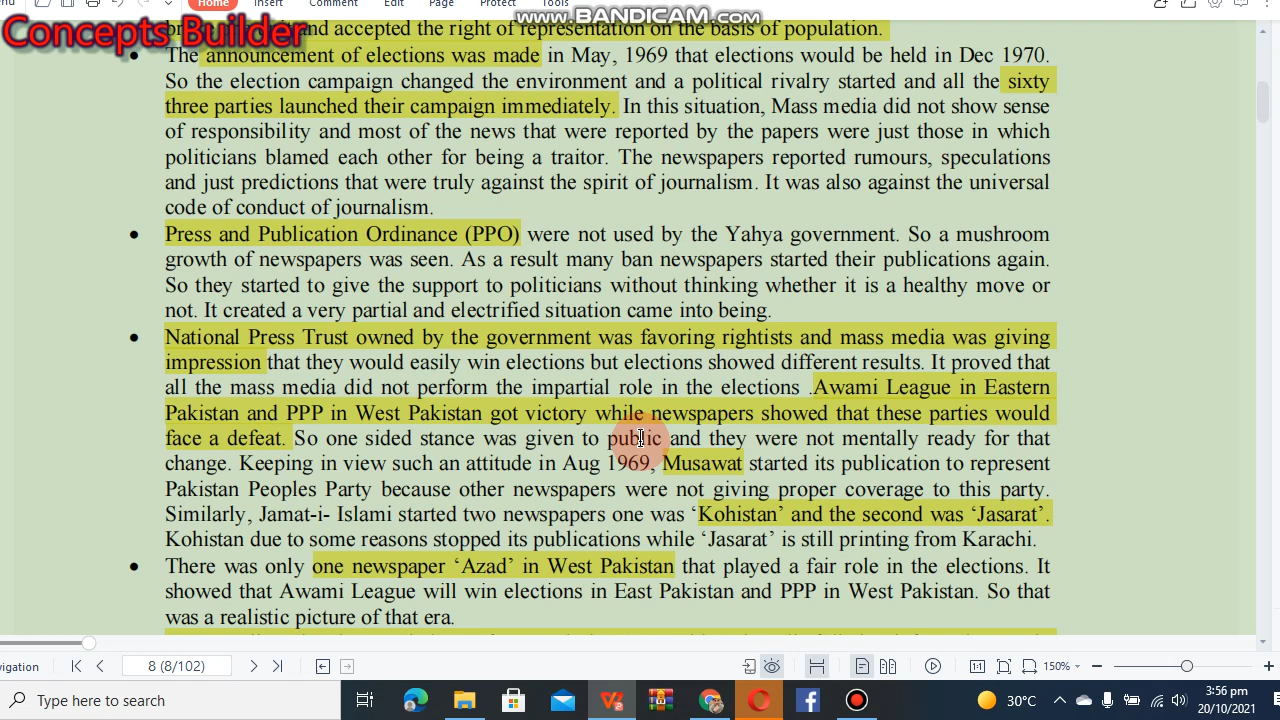 Home Insert Comment Edit Page Protect Tools
www.BANDICAM.com
Concepts Builder
and accepted the right of representation on the basis of population.
• The announcement of elections was made in May, 1969 that elections would be held in Dec 1970.
So the election campaign changed the environment and a political rivalry started and all the sixty
three parties launched their campaign immediately. In this situation, Mass media did not show sense
of responsibility and most of the news that were reported by the papers were just those in which
politicians blamed each other for being a traitor. The newspapers reported rumours, speculations
and just predictions that were truly against the spirit of journalism. It was also against the universal
code of conduct of journalism.
• Press and Publication Ordinance (PPO) were not used by the Yahya government. So a mushroom
growth of newspapers was seen. As a result many ban newspapers started their publications again.
So they started to give the support to politicians without thinking whether it is a healthy move or
not. It created a very partial and electrified situation came into being.
• National Press Trust owned by the government was favoring rightists and mass media was giving
impression that they would easily win elections but elections showed different results. It proved that
all the mass media did not perform the impartial role in the elections .Awami League in Eastern
Pakistan and PPP in West Pakistan got victory while newspapers showed that these parties would
face a defeat. So one sided stance was given to public and they were not mentally ready for that
change. Keeping in view such an attitude in Aug 1969, Musawat started its publication to represent
Pakistan Peoples Party because other newspapers were not giving proper coverage to this party.
Similarly, Jamat-i- Islami started two newspapers one was ‘Kohistan’ and the second was ‘Jasarat’.
Kohistan due to some reasons stopped its publications while ‘Jasarat’ is still printing from Karachi.
• There was only one newspaper ‘Azad’ in West Pakistan that played a fair role in the elections. It
showed that Awami League will win elections in East Pakistan and PPP in West Pakistan. So that
was a realistic picture of that era.
vigation 8 (8/102) 1:1 150%
Type here to search 30°C 3:56 pm
20/10/2021